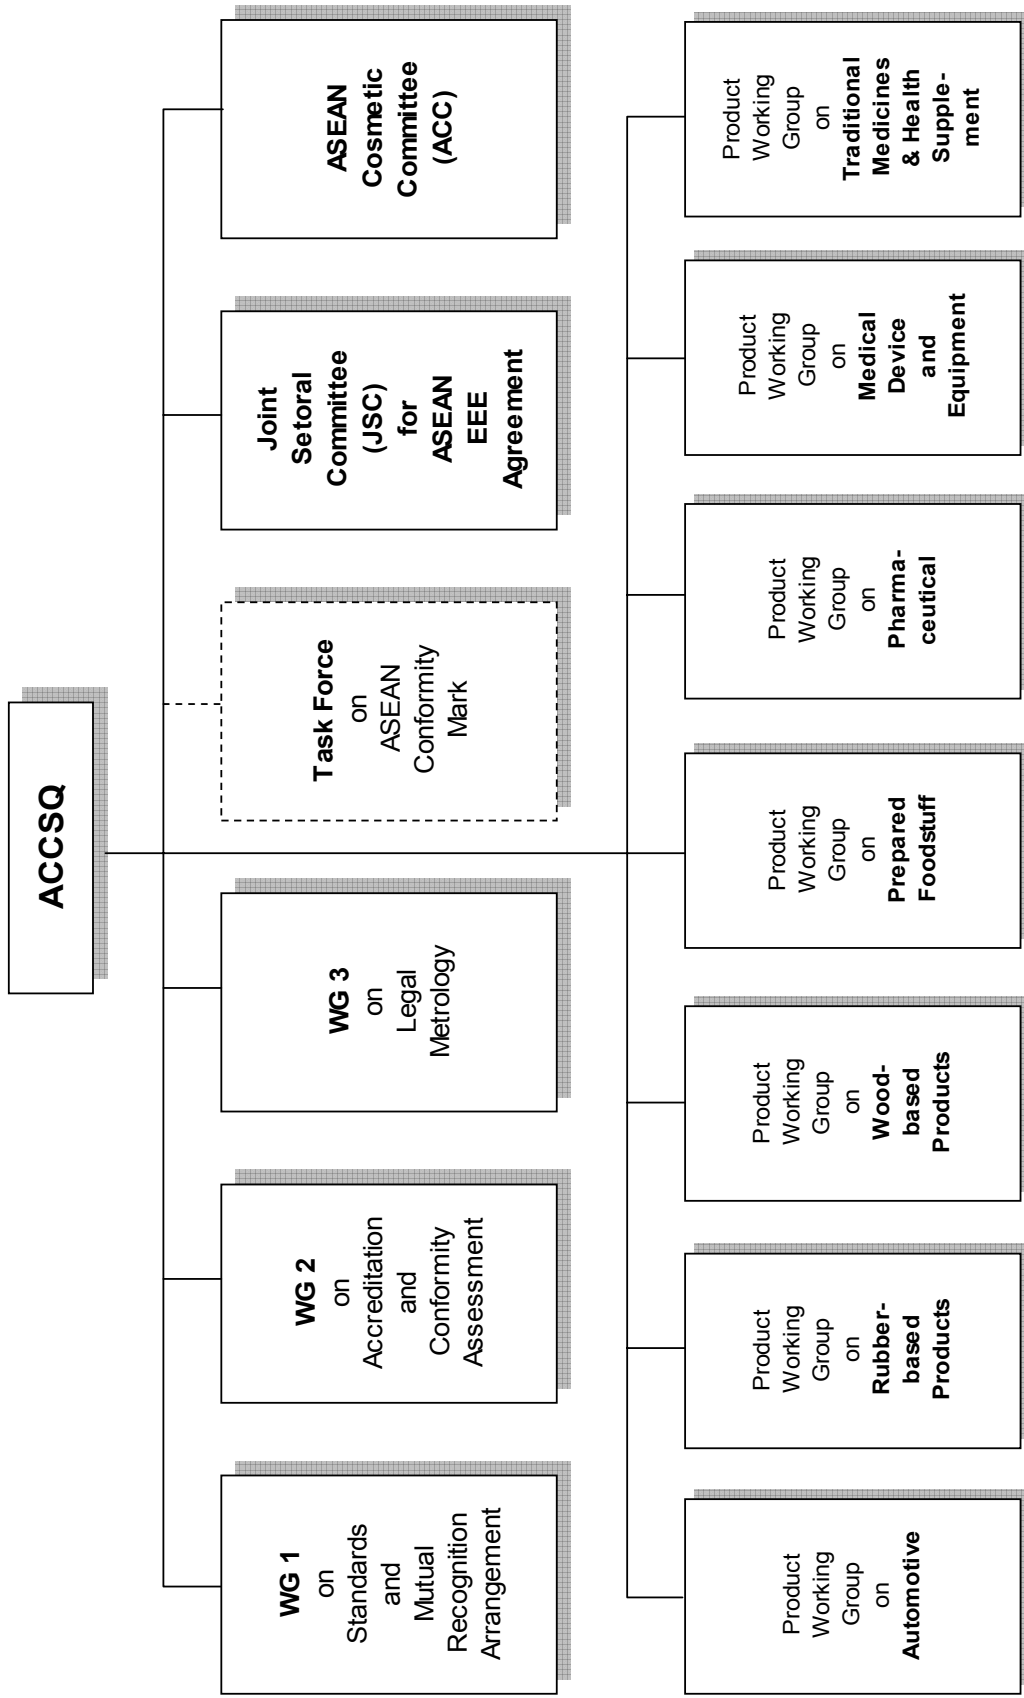 ACCSQ
WG 1
on
Standards
and
Mutual
Recognition
Arrangement
WG 2
on
Accreditation
and
Conformity
Assessment
WG 3
on
Legal
Metrology
Task Force
on
ASEAN
Conformity
Mark
Joint
Setoral
Committee
(JSC)
for
ASEAN
EEE
Agreement
ASEAN
Cosmetic
Committee
(ACC)
Product
Working
Group
on
Automotive
Product
Working
Group
on
Rubber-
based
Products
Product
Working
Group
on
Wood-
based
Products
Product
Working
Group
on
Prepared
Foodstuff
Product
Working
Group
on
Pharma-
ceutical
Product
Working
Group
on
Medical
Device
and
Equipment
Product
Working
Group
on
Traditional
Medicines
& Health
Supple-
ment